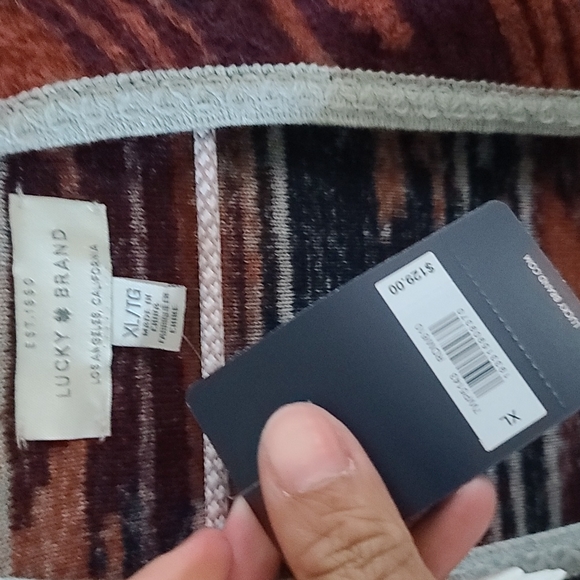 EST. 1990
LUCKY BRAND
LOS ANGELES, CALIFORNIA
XL/TG
MADE IN
CHINA
FABRIQUÉ EN
CHINE
LUCKYBRAND.COM
$129.00
XL